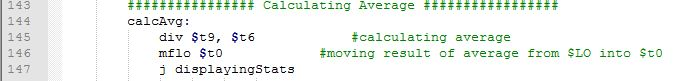 143 ################ Calculating Average #################
144 calcAvg:
145 div $t9, $t6 #calculating average
146 mflo $t0 #moving result of average from $LO into $t0
147 j displayingStats